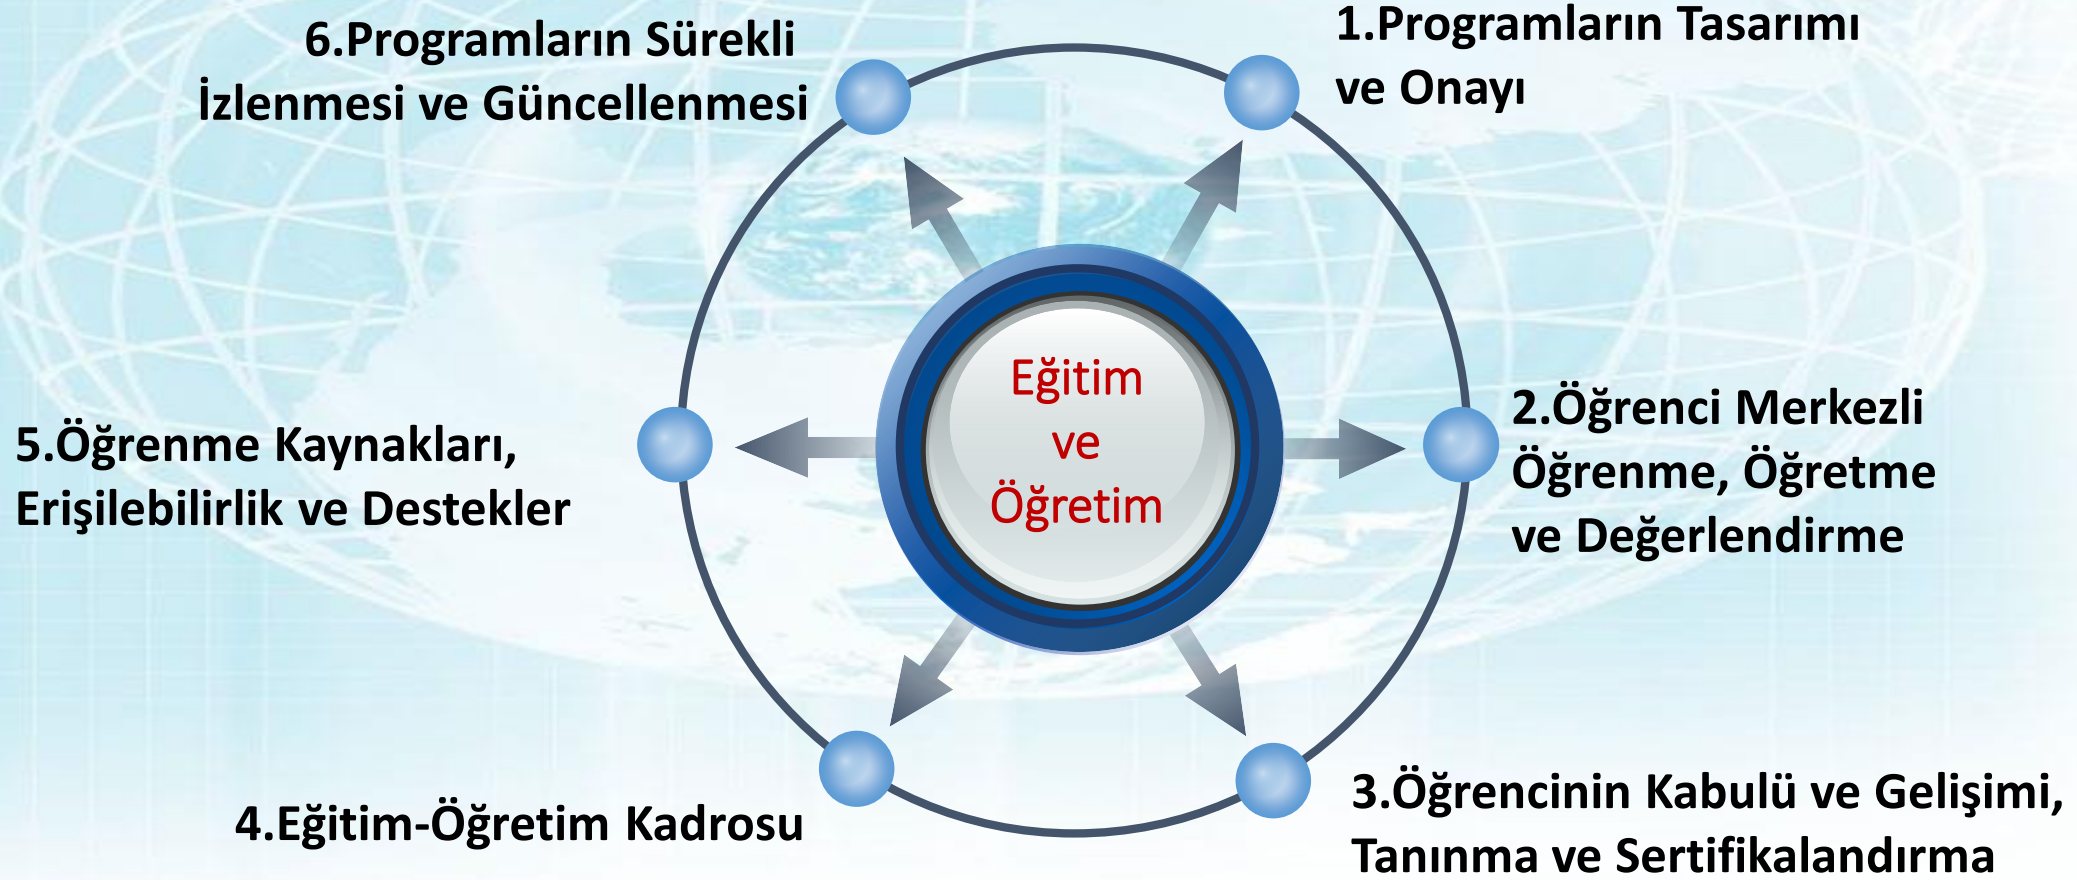 1.Programların Tasarımı
ve Onayı
2.Öğrenci Merkezli
Öğrenme, Öğretme
ve Değerlendirme
3.Öğrencinin Kabulü ve Gelişimi,
Tanınma ve Sertifikalandırma
4.Eğitim-Öğretim Kadrosu
5.Öğrenme Kaynakları,
Erişilebilirlik ve Destekler
6.Programların Sürekli
İzlenmesi ve Güncellenmesi
Eğitim
ve
Öğretim